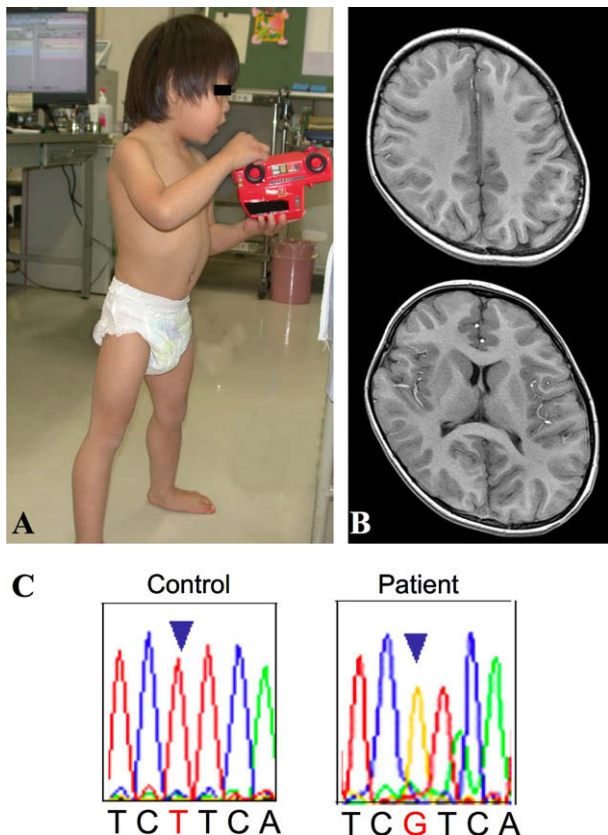 A
B
C
Control
Patient
T C T T C A
T C G T C A